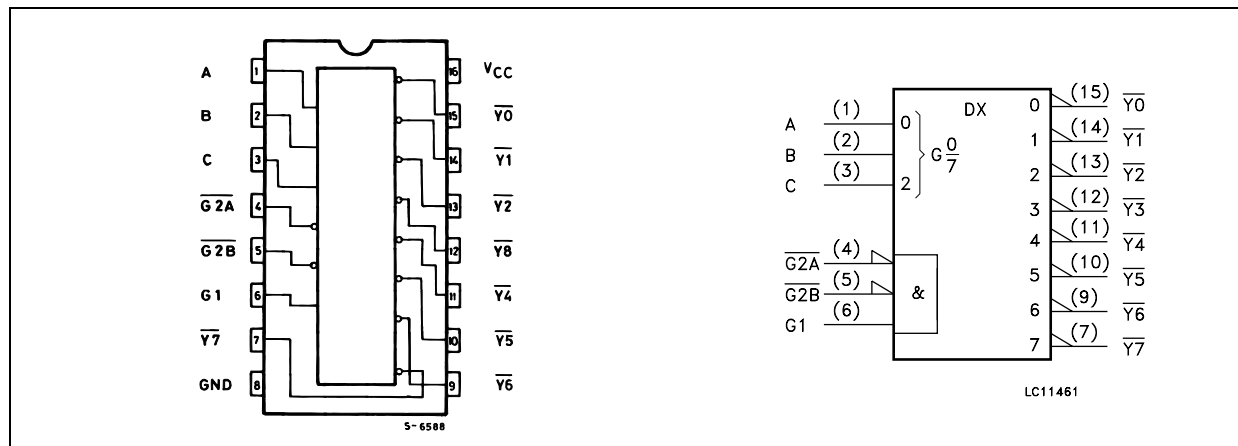 A 1 16 VCC
B 2 15 Y0
C 3 14 Y1
G2A 4 13 Y2
G2B 5 12 Y8
G1 6 11 Y4
Y7 7 10 Y5
GND 8 9 Y6
S-6588
DX
A (1) 0
B (2) G 0/7
C (3) 2
G2A (4)
G2B (5) &
G1 (6)
0 (15) Y0
1 (14) Y1
2 (13) Y2
3 (12) Y3
4 (11) Y4
5 (10) Y5
6 (9) Y6
7 (7) Y7
LC11461